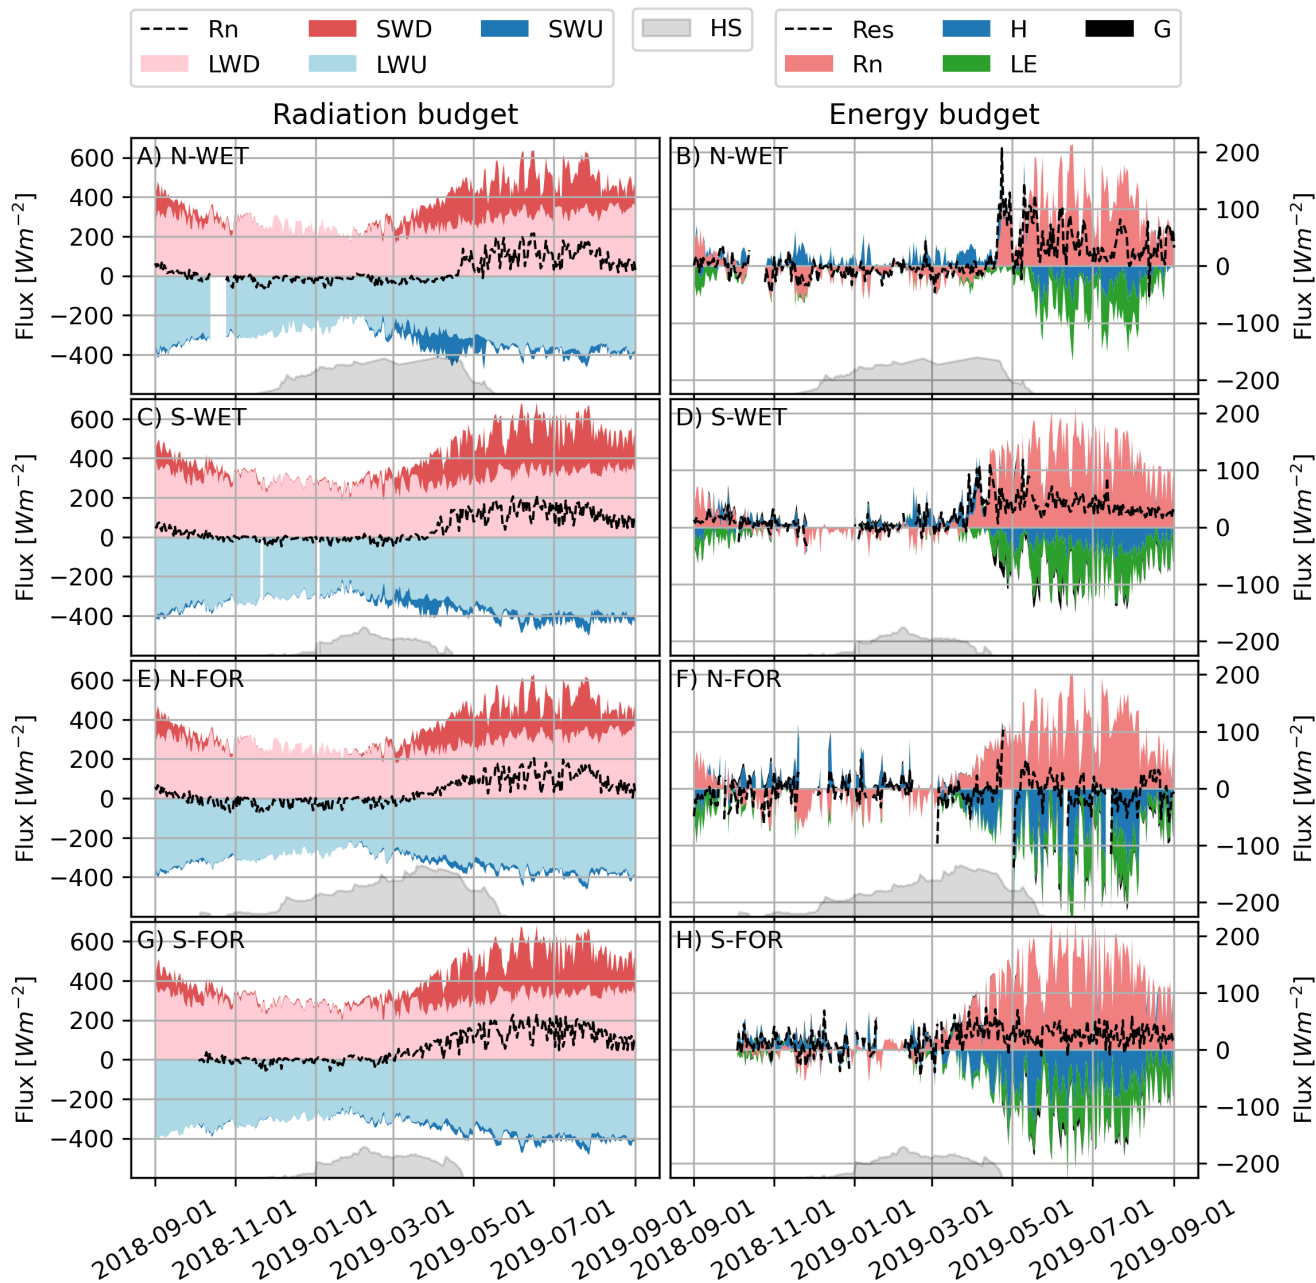 Rn SWD SWU HS Res H G
LWD LWU Rn LE
Radiation budget Energy budget
A) N-WET
600
400
200
0
−200
−400
Flux [Wm⁻²]
B) N-WET
200
100
0
−100
−200
Flux [Wm⁻²]
C) S-WET
600
400
200
0
−200
−400
Flux [Wm⁻²]
D) S-WET
200
100
0
−100
−200
Flux [Wm⁻²]
E) N-FOR
600
400
200
0
−200
−400
Flux [Wm⁻²]
F) N-FOR
200
100
0
−100
−200
Flux [Wm⁻²]
G) S-FOR
600
400
200
0
−200
−400
Flux [Wm⁻²]
H) S-FOR
200
100
0
−100
−200
Flux [Wm⁻²]
2018-09-01 2018-11-01 2019-01-01 2019-03-01 2019-05-01 2019-07-01 2019-09-01
2018-09-01 2018-11-01 2019-01-01 2019-03-01 2019-05-01 2019-07-01 2019-09-01